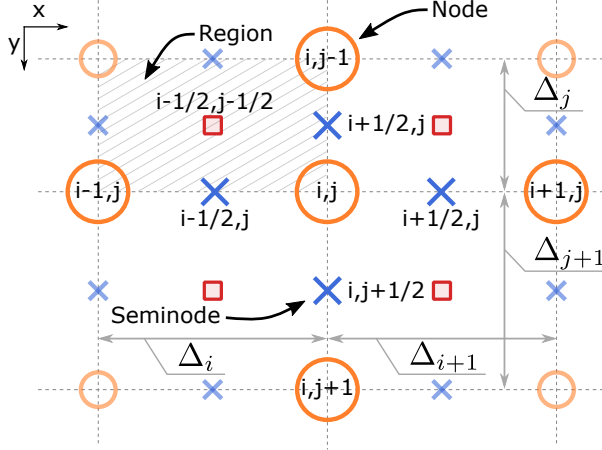 x
y
Region
Node
i,j-1
Δ_j
i-1/2,j-1/2
i+1/2,j
i-1,j
i,j
i+1,j
i-1/2,j
i+1/2,j
Δ_{j+1}
i,j+1/2
Seminode
Δ_i
Δ_{i+1}
i,j+1